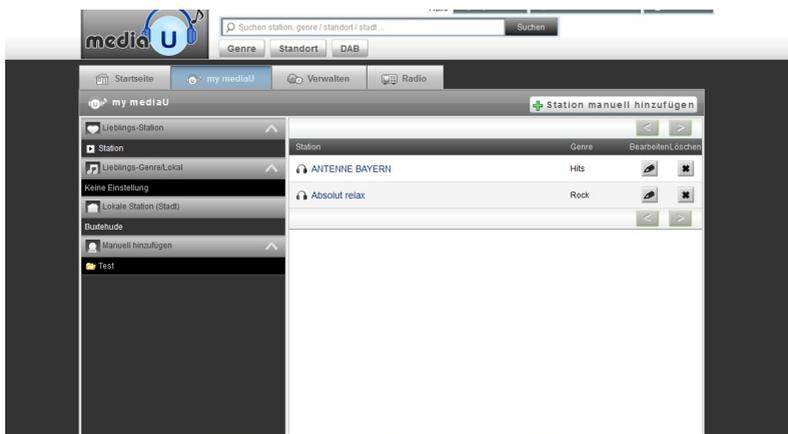 media U
Suchen station, genre / standort / stadt ...
Suchen
Genre Standort DAB
Startseite my mediaU Verwalten Radio
my mediaU
Station manuell hinzufügen
Lieblings-Station
< >
Station
Station Genre Bearbeiten Löschen
Lieblings-Genre/Lokal
ANTENNE BAYERN Hits
Keine Einstellung
Absolut relax Rock
Lokale Station (Stadt)
< >
Buxtehude
Manuell hinzufügen
Test